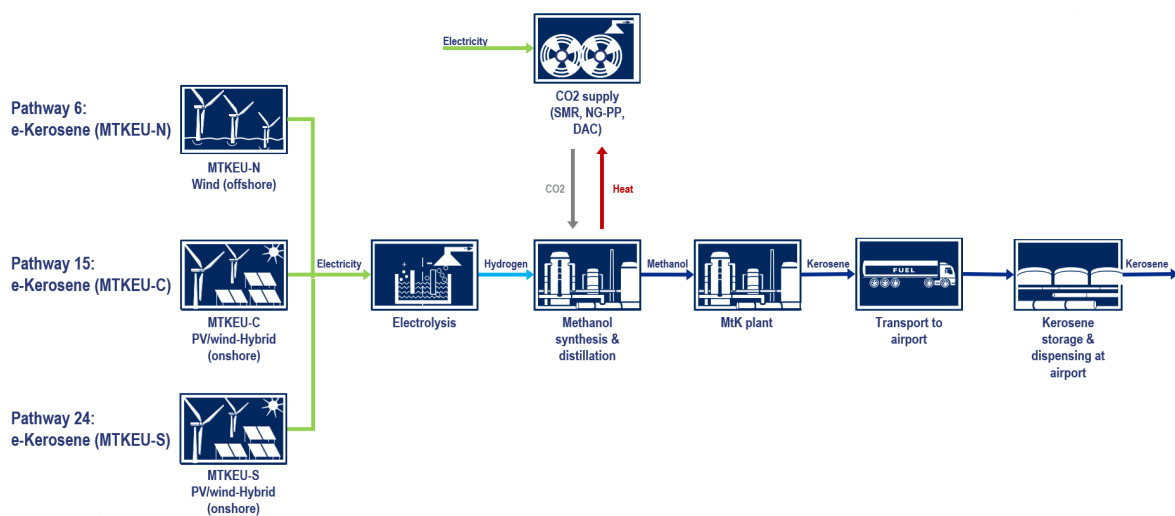 Electricity
CO2 supply
(SMR, NG-PP,
DAC)
Pathway 6:
e-Kerosene (MTKEU-N)
MTKEU-N
Wind (offshore)
CO2
Heat
Pathway 15:
e-Kerosene (MTKEU-C)
MTKEU-C
PV/wind-Hybrid
(onshore)
Electricity
Electrolysis
Hydrogen
Methanol
synthesis &
distillation
Methanol
MtK plant
Kerosene
FUEL
Transport to
airport
Kerosene
storage &
dispensing at
airport
Kerosene
Pathway 24:
e-Kerosene (MTKEU-S)
MTKEU-S
PV/wind-Hybrid
(onshore)